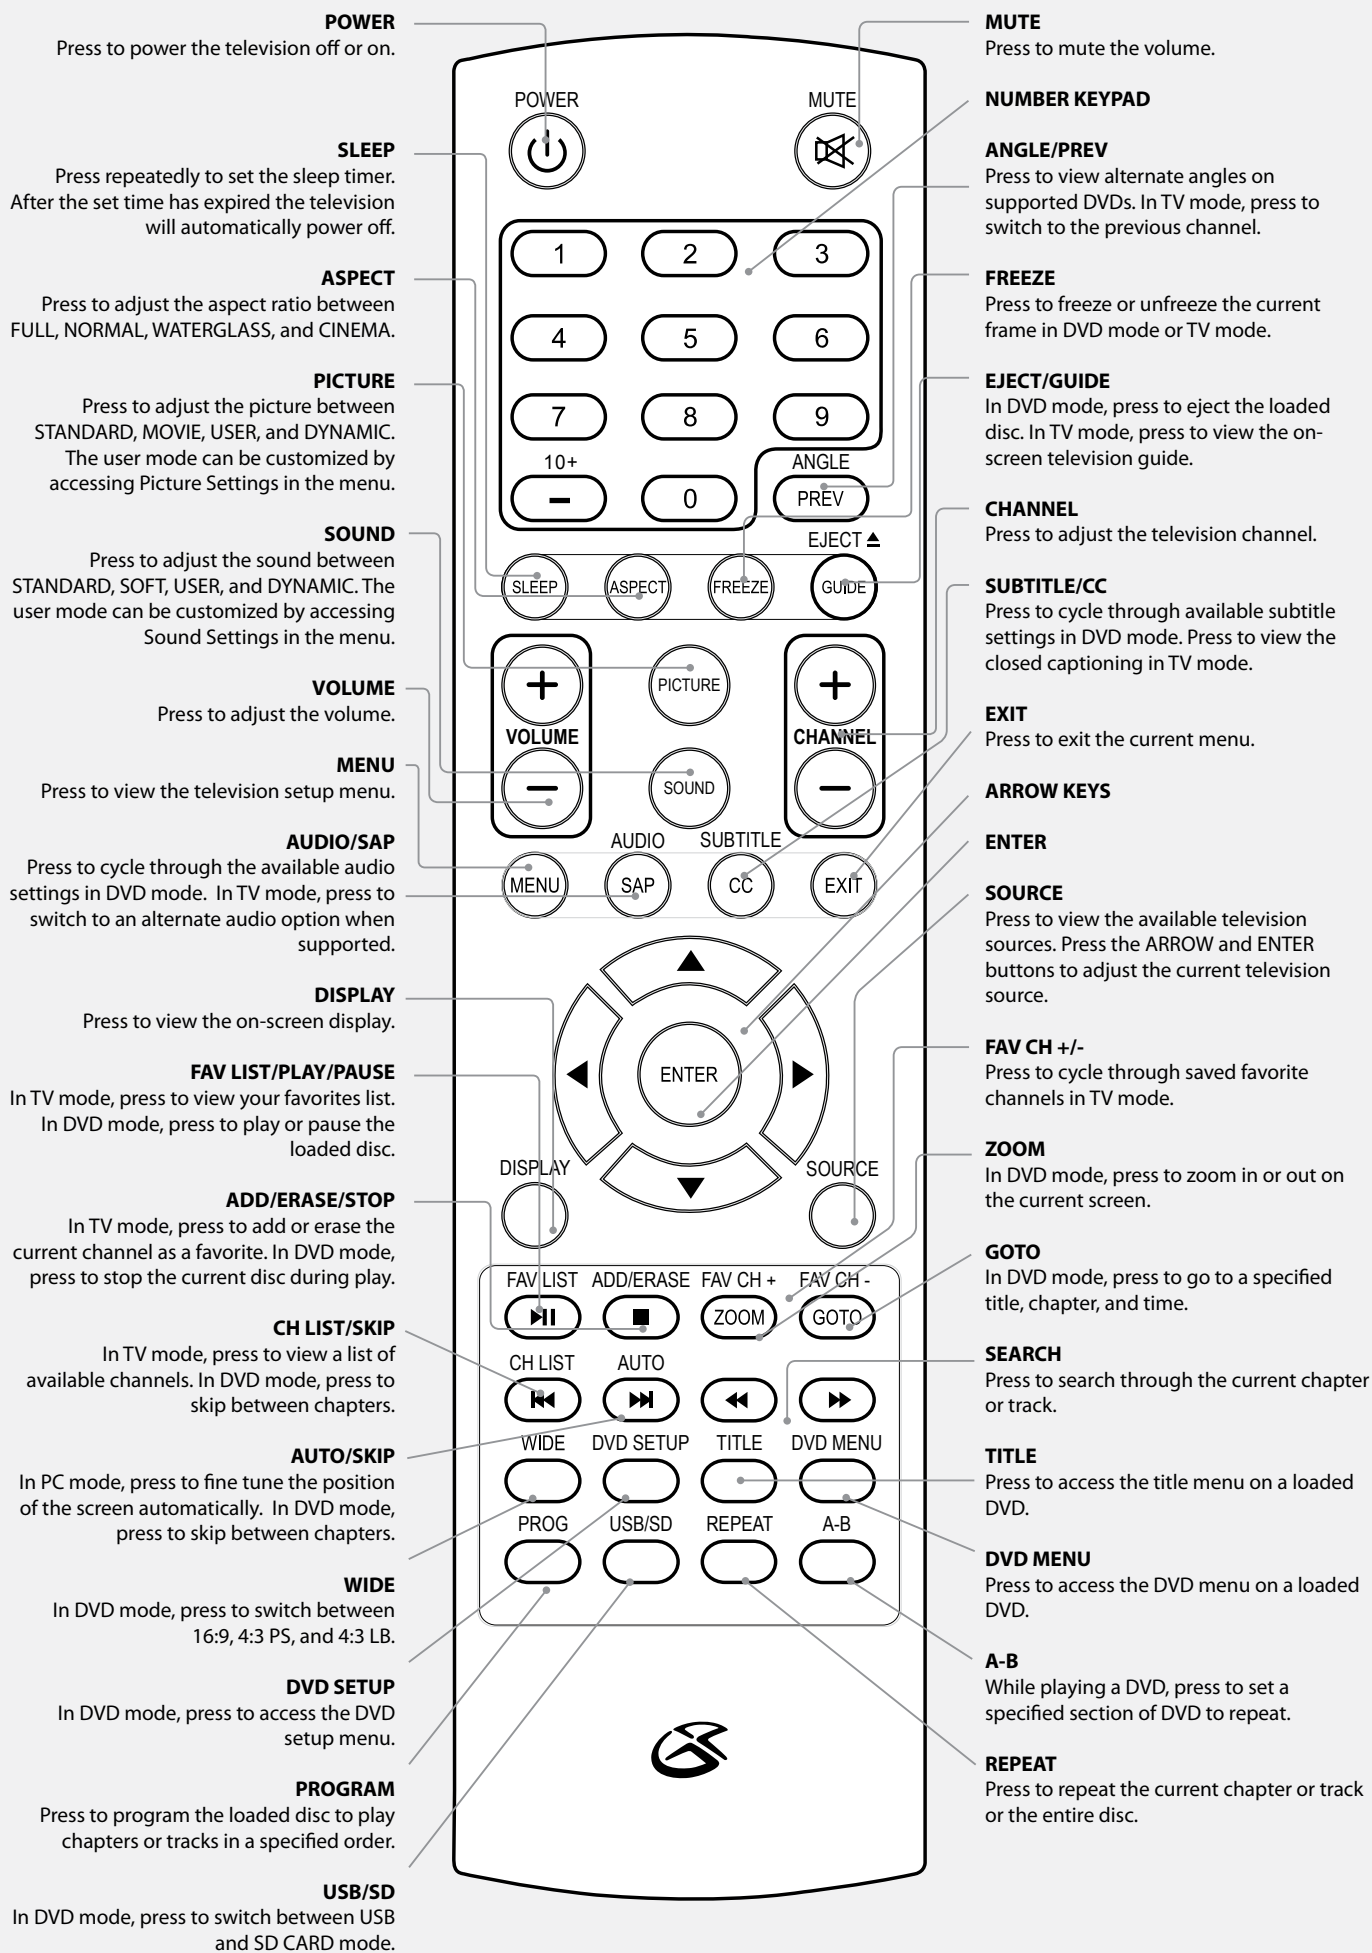 POWER
Press to power the television off or on.
SLEEP
Press repeatedly to set the sleep timer.
After the set time has expired the television
will automatically power off.
ASPECT
Press to adjust the aspect ratio between
FULL, NORMAL, WATERGLASS, and CINEMA.
PICTURE
Press to adjust the picture between
STANDARD, MOVIE, USER, and DYNAMIC.
The user mode can be customized by
accessing Picture Settings in the menu.
SOUND
Press to adjust the sound between
STANDARD, SOFT, USER, and DYNAMIC. The
user mode can be customized by accessing
Sound Settings in the menu.
VOLUME
Press to adjust the volume.
MENU
Press to view the television setup menu.
AUDIO/SAP
Press to cycle through the available audio
settings in DVD mode. In TV mode, press to
switch to an alternate audio option when
supported.
DISPLAY
Press to view the on-screen display.
FAV LIST/PLAY/PAUSE
In TV mode, press to view your favorites list.
In DVD mode, press to play or pause the
loaded disc.
ADD/ERASE/STOP
In TV mode, press to add or erase the
current channel as a favorite. In DVD mode,
press to stop the current disc during play.
CH LIST/SKIP
In TV mode, press to view a list of
available channels. In DVD mode, press to
skip between chapters.
AUTO/SKIP
In PC mode, press to fine tune the position
of the screen automatically. In DVD mode,
press to skip between chapters.
WIDE
In DVD mode, press to switch between
16:9, 4:3 PS, and 4:3 LB.
DVD SETUP
In DVD mode, press to access the DVD
setup menu.
PROGRAM
Press to program the loaded disc to play
chapters or tracks in a specified order.
USB/SD
In DVD mode, press to switch between USB
and SD CARD mode.
POWER MUTE
1 2 3
4 5 6
7 8 9
10+ ANGLE
− 0 PREV
EJECT
SLEEP ASPECT FREEZE GUIDE
+ PICTURE +
VOLUME CHANNEL
− SOUND −
AUDIO SUBTITLE
MENU SAP CC EXIT
ENTER
DISPLAY SOURCE
FAV LIST ADD/ERASE FAV CH + FAV CH -
ZOOM GOTO
CH LIST AUTO
WIDE DVD SETUP TITLE DVD MENU
PROG USB/SD REPEAT A-B
MUTE
Press to mute the volume.
NUMBER KEYPAD
ANGLE/PREV
Press to view alternate angles on
supported DVDs. In TV mode, press to
switch to the previous channel.
FREEZE
Press to freeze or unfreeze the current
frame in DVD mode or TV mode.
EJECT/GUIDE
In DVD mode, press to eject the loaded
disc. In TV mode, press to view the on-
screen television guide.
CHANNEL
Press to adjust the television channel.
SUBTITLE/CC
Press to cycle through available subtitle
settings in DVD mode. Press to view the
closed captioning in TV mode.
EXIT
Press to exit the current menu.
ARROW KEYS
ENTER
SOURCE
Press to view the available television
sources. Press the ARROW and ENTER
buttons to adjust the current television
source.
FAV CH +/-
Press to cycle through saved favorite
channels in TV mode.
ZOOM
In DVD mode, press to zoom in or out on
the current screen.
GOTO
In DVD mode, press to go to a specified
title, chapter, and time.
SEARCH
Press to search through the current chapter
or track.
TITLE
Press to access the title menu on a loaded
DVD.
DVD MENU
Press to access the DVD menu on a loaded
DVD.
A-B
While playing a DVD, press to set a
specified section of DVD to repeat.
REPEAT
Press to repeat the current chapter or track
or the entire disc.